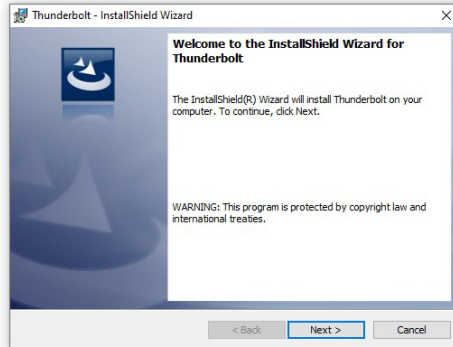 Thunderbolt - InstallShield Wizard
Welcome to the InstallShield Wizard for
Thunderbolt
The InstallShield(R) Wizard will install Thunderbolt on your
computer. To continue, click Next.
WARNING: This program is protected by copyright law and
international treaties.
< Back
Next >
Cancel